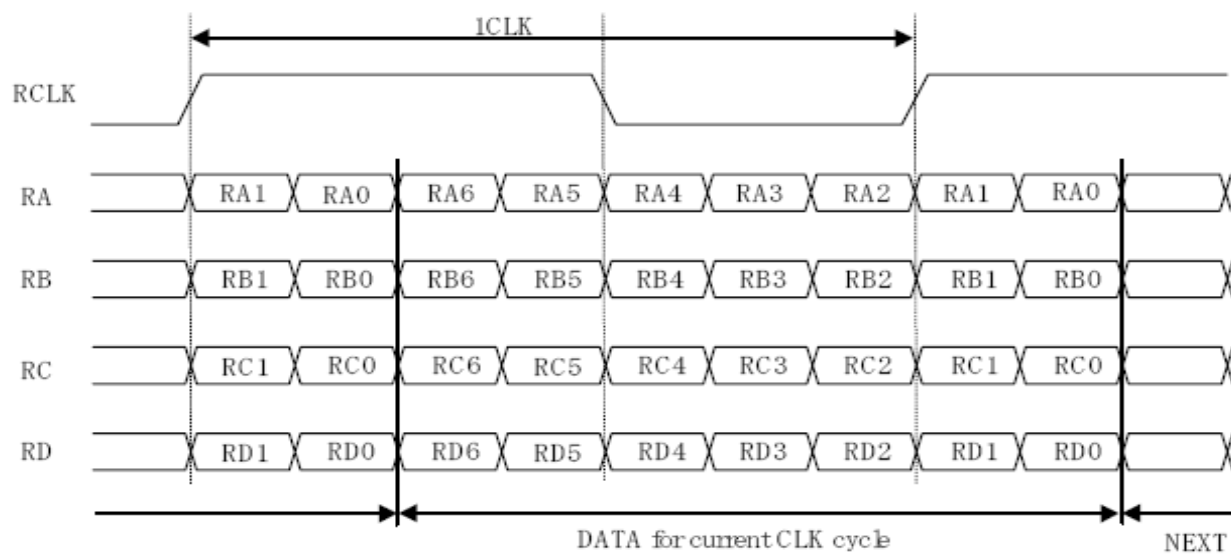 1CLK
RCLK
RA RA1 RA0 RA6 RA5 RA4 RA3 RA2 RA1 RA0
RB RB1 RB0 RB6 RB5 RB4 RB3 RB2 RB1 RB0
RC RC1 RC0 RC6 RC5 RC4 RC3 RC2 RC1 RC0
RD RD1 RD0 RD6 RD5 RD4 RD3 RD2 RD1 RD0
DATA for current CLK cycle NEXT